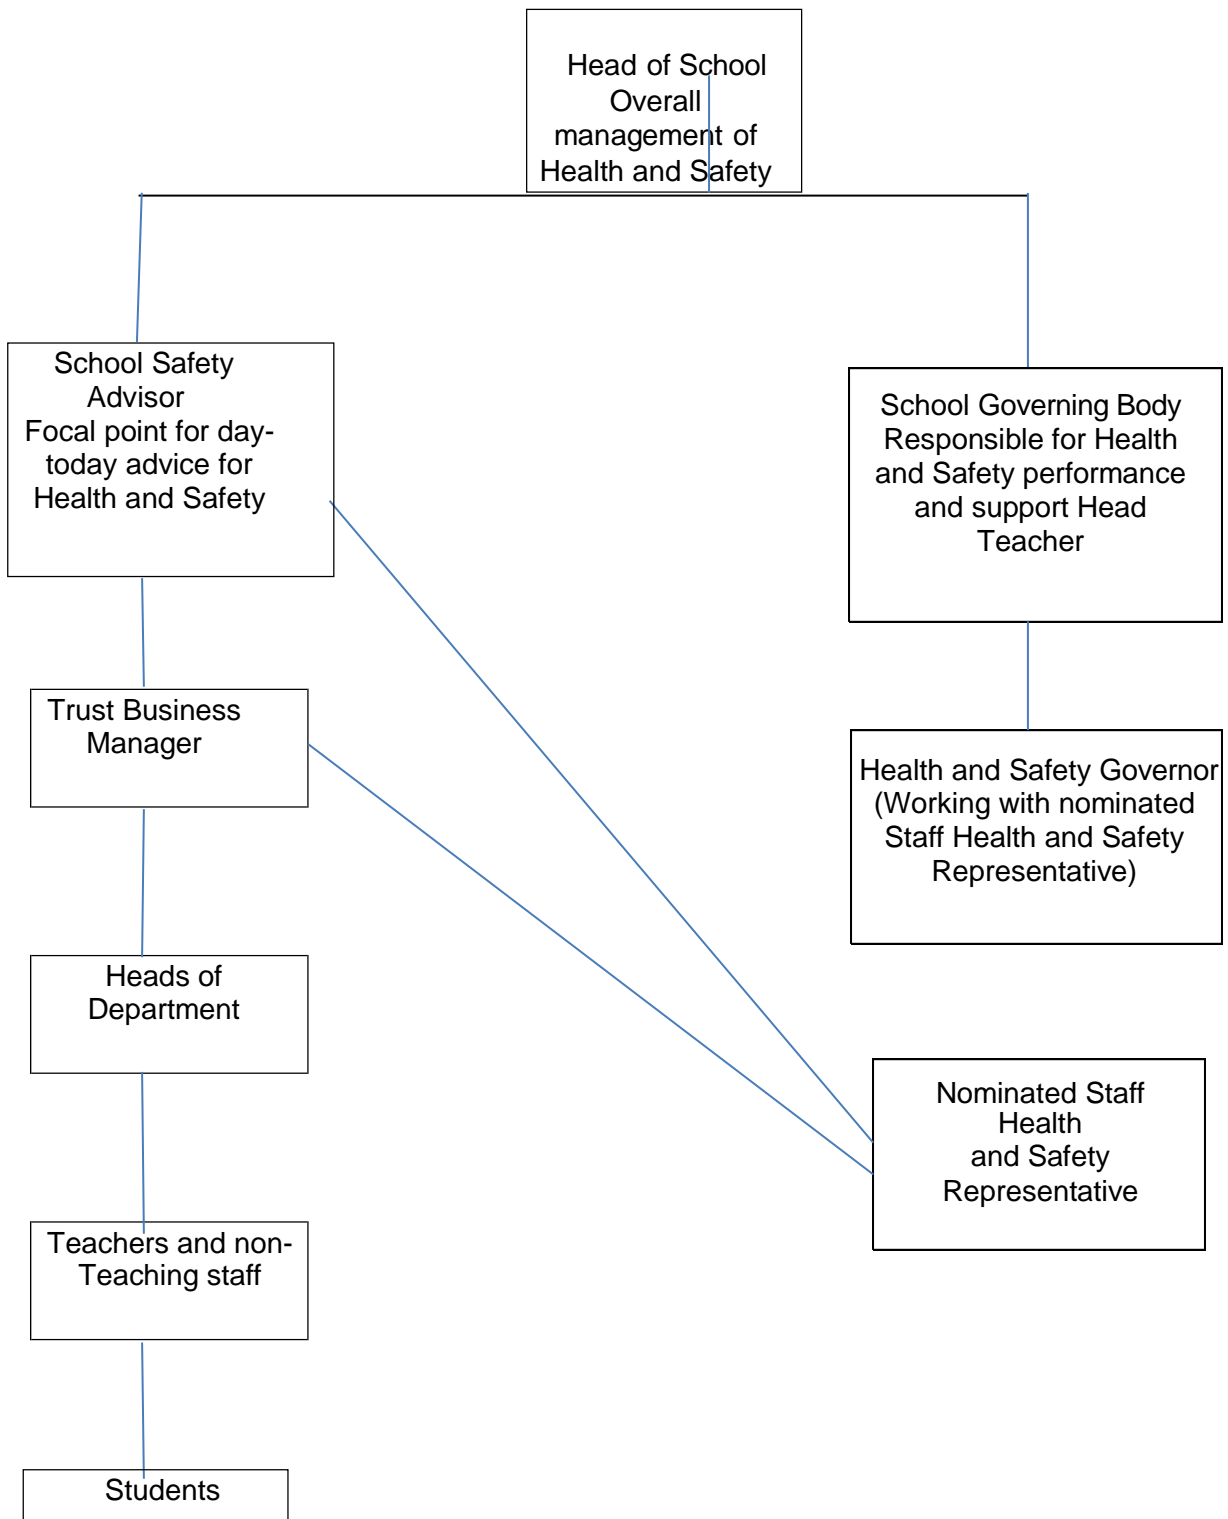 Head of School
Overall
management of
Health and Safety
School Safety
Advisor
Focal point for day-
today advice for
Health and Safety
School Governing Body
Responsible for Health
and Safety performance
and support Head
Teacher
Trust Business
Manager
Health and Safety Governor
(Working with nominated
Staff Health and Safety
Representative)
Heads of
Department
Nominated Staff
Health
and Safety
Representative
Teachers and non-
Teaching staff
Students